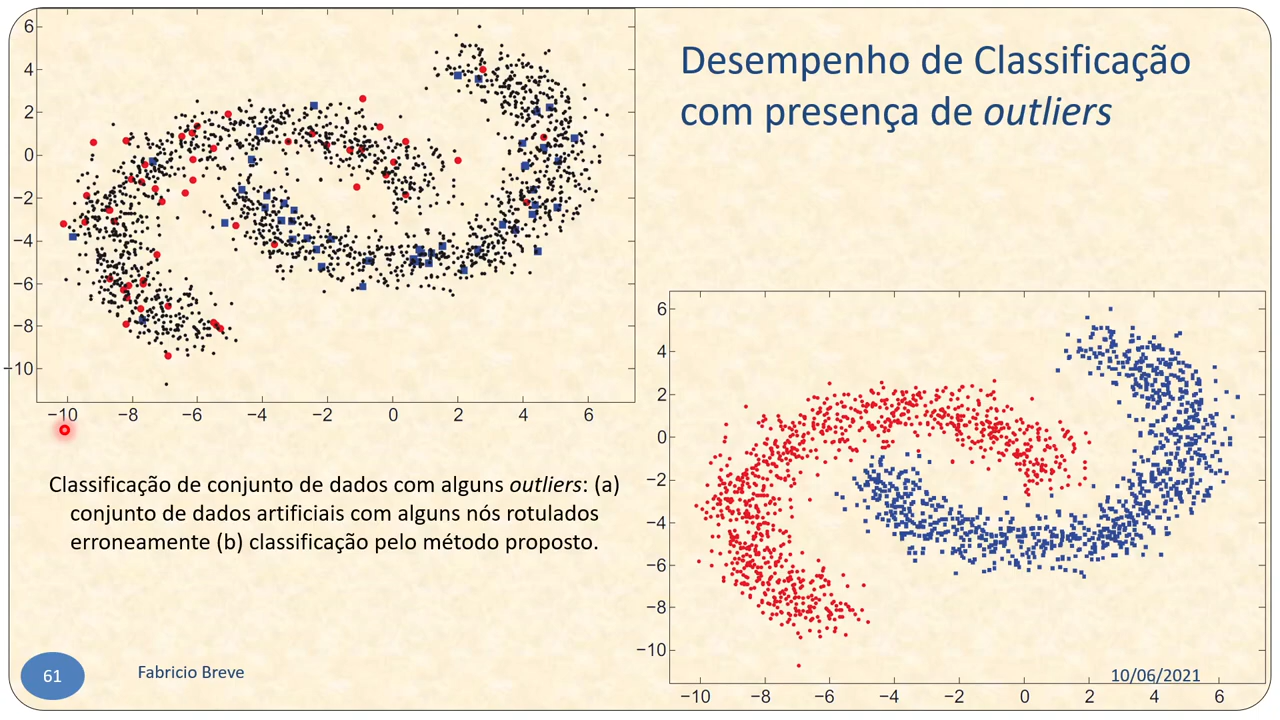 Desempenho de Classificação
com presença de outliers
6
4
2
0
−2
−4
−6
−8
−10
−10 −8 −6 −4 −2 0 2 4 6
Classificação de conjunto de dados com alguns outliers: (a)
conjunto de dados artificiais com alguns nós rotulados
erroneamente (b) classificação pelo método proposto.
6
4
2
0
−2
−4
−6
−8
−10
−10 −8 −6 −4 −2 0 2 4 6
61
Fabricio Breve
10/06/2021